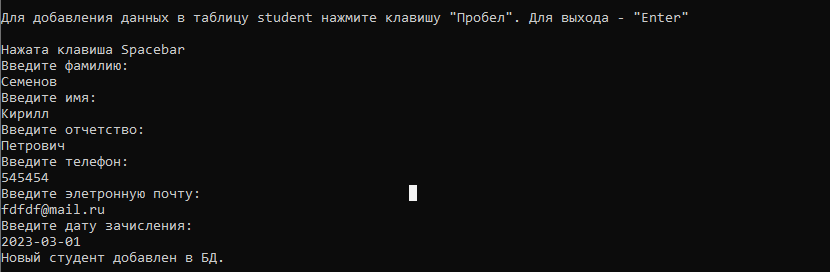 Для добавления данных в таблицу student нажмите клавишу "Пробел". Для выхода - "Enter"
Нажата клавиша Spacebar
Введите фамилию:
Семенов
Введите имя:
Кирилл
Введите отчетство:
Петрович
Введите телефон:
545454
Введите элетронную почту:
fdfdf@mail.ru
Введите дату зачисления:
2023-03-01
Новый студент добавлен в БД.